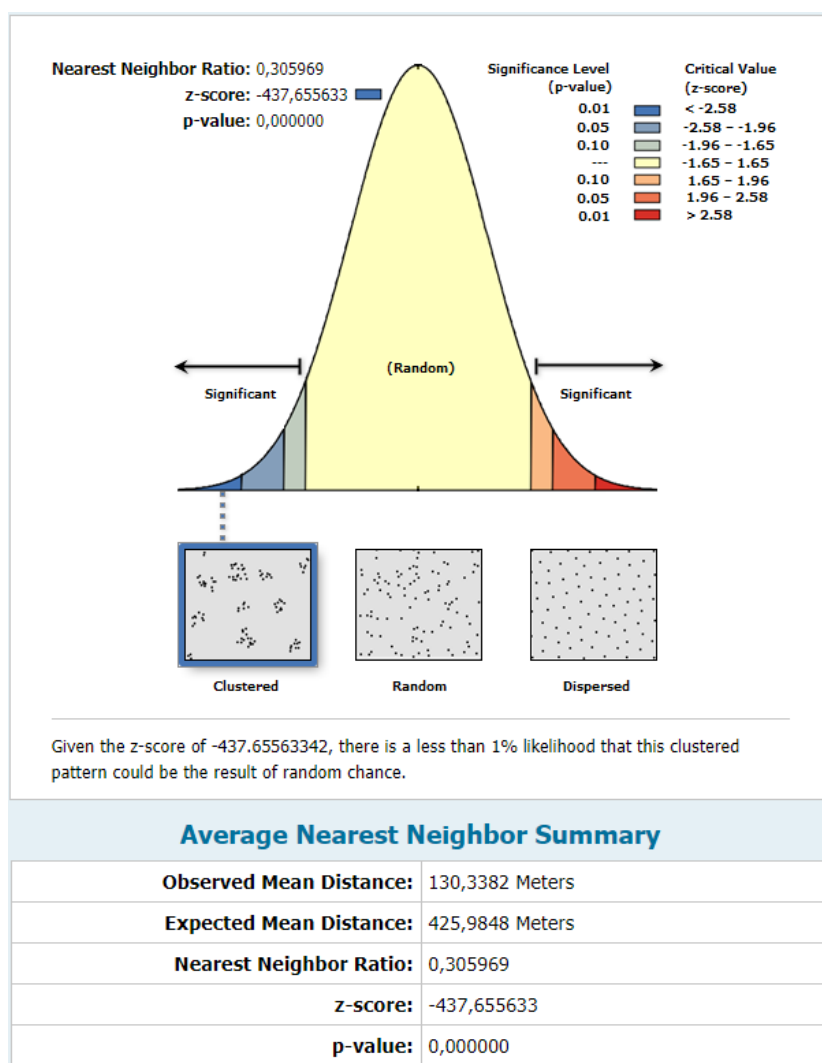 Nearest Neighbor Ratio: 0,305969
z-score: -437,655633
p-value: 0,000000
Significance Level
(p-value)
Critical Value
(z-score)
0.01 < -2.58
0.05 -2.58 – -1.96
0.10 -1.96 – -1.65
--- -1.65 – 1.65
0.10 1.65 – 1.96
0.05 1.96 – 2.58
0.01 > 2.58
(Random)
Significant
Significant
Clustered
Random
Dispersed
Given the z-score of -437.65563342, there is a less than 1% likelihood that this clustered
pattern could be the result of random chance.
Average Nearest Neighbor Summary
Observed Mean Distance: 130,3382 Meters
Expected Mean Distance: 425,9848 Meters
Nearest Neighbor Ratio: 0,305969
z-score: -437,655633
p-value: 0,000000